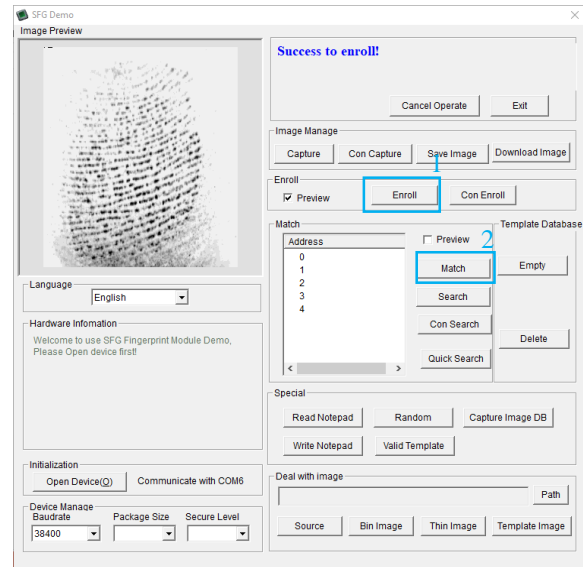 SFG Demo
Image Preview
Success to enroll!
Cancel Operate
Exit
Image Manage
Capture
Con Capture
Save Image
Download Image
1
Enroll
Preview
Enroll
Con Enroll
Match
Address
0
1
2
3
4
Preview
2
Match
Search
Con Search
Quick Search
Template Database
Empty
Delete
Language
English
Hardware Infomation
Welcome to use SFG Fingerprint Module Demo,
Please Open device first!
Special
Read Notepad
Random
Capture Image DB
Write Notepad
Valid Template
Initialization
Open Device(O)
Communicate with COM6
Device Manage
Baudrate
Package Size
Secure Level
38400
Deal with image
Path
Source
Bin Image
Thin Image
Template Image